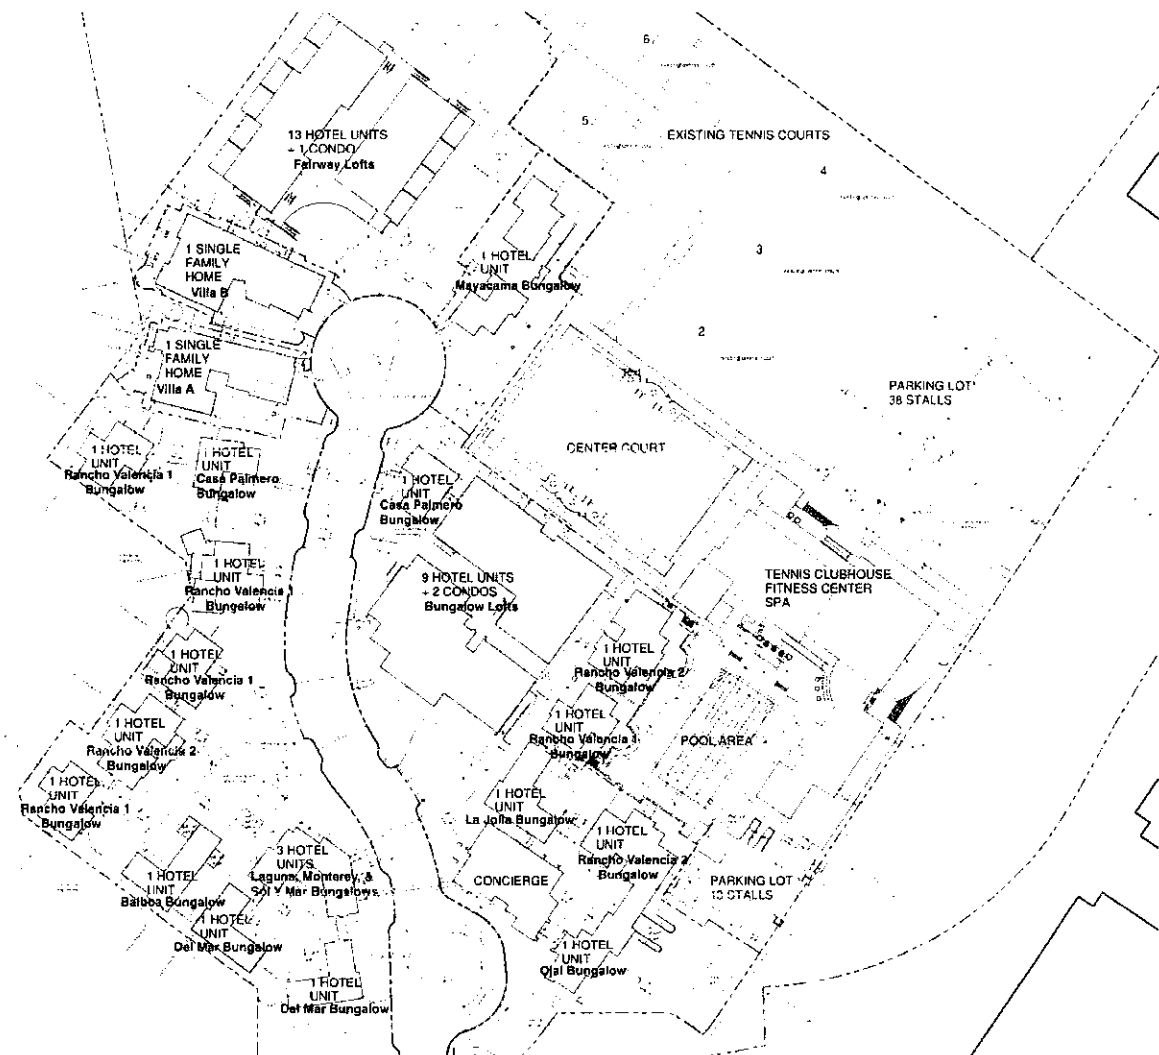 6.
5.
EXISTING TENNIS COURTS
13 HOTEL UNITS
+ 1 CONDO
Fairway Lofts
4
3
1 SINGLE
FAMILY
HOME
Villa B
1 HOTEL
UNIT
Mayacama Bungalow
2
1 SINGLE
FAMILY
HOME
Villa A
PARKING LOT
38 STALLS
CENTER COURT
1 HOTEL
UNIT
Rancho Valencia 1
Bungalow
1 HOTEL
UNIT
Casa Palmero
Bungalow
1 HOTEL
UNIT
Casa Palmero
Bungalow
1 HOTEL
UNIT
Rancho Valencia 1
Bungalow
9 HOTEL UNITS
+ 2 CONDOS
Bungalow Lofts
TENNIS CLUBHOUSE
FITNESS CENTER
SPA
1 HOTEL
UNIT
Rancho Valencia 1
Bungalow
1 HOTEL
UNIT
Rancho Valencia 2
Bungalow
1 HOTEL
UNIT
Rancho Valencia 2
Bungalow
1 HOTEL
UNIT
Rancho Valencia 1
Bungalow
POOL AREA
1 HOTEL
UNIT
Rancho Valencia 1
Bungalow
1 HOTEL
UNIT
La Jolla Bungalow
1 HOTEL
UNIT
Rancho Valencia
Bungalow
3 HOTEL
UNITS
Laguna, Monterey, &
Sol Y Mar Bungalows
1 HOTEL
UNIT
Balboa Bungalow
CONCIERGE
PARKING LOT
STALLS
1 HOTEL
UNIT
Del Mar Bungalow
1 HOTEL
UNIT
Ojai Bungalow
1 HOTEL
UNIT
Del Mar Bungalow